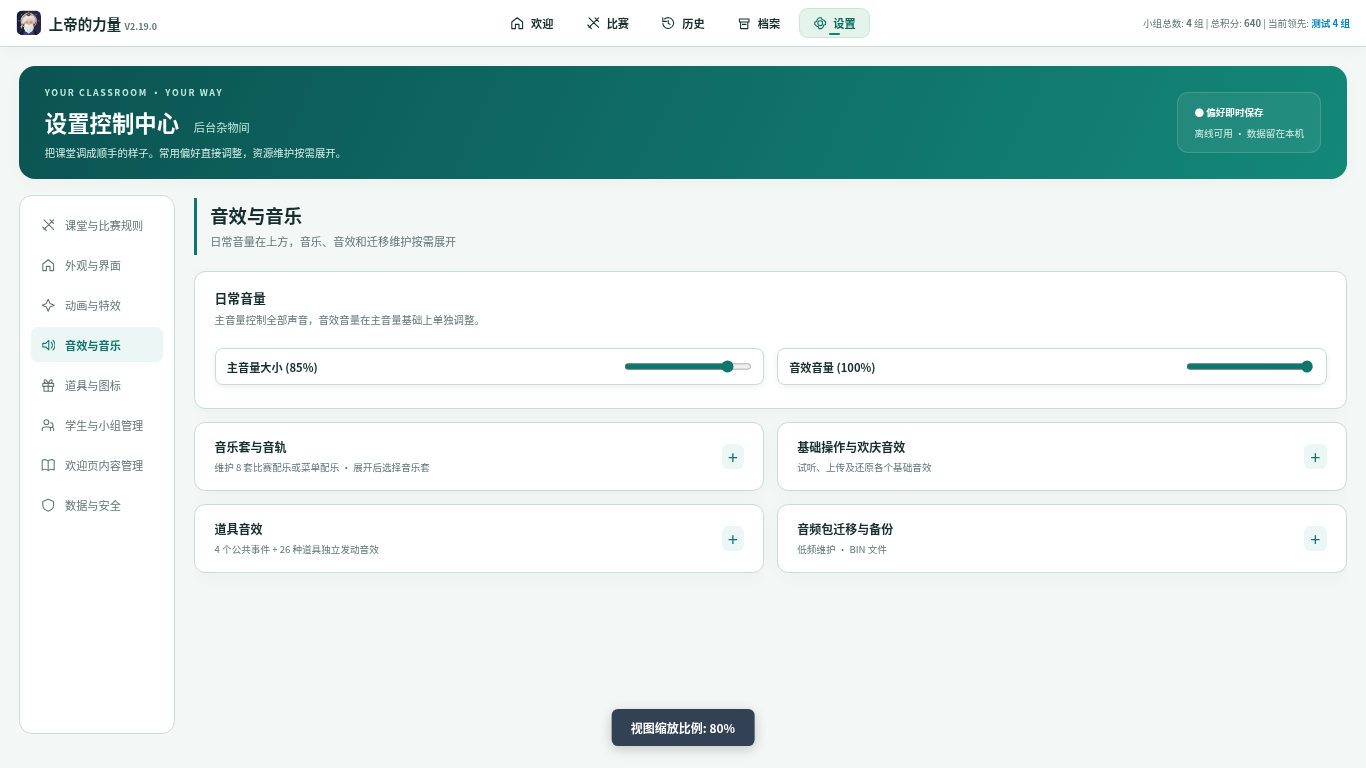 上帝的力量 V2.19.0
欢迎
比赛
历史
档案
设置
小组总数: 4 组 | 总积分: 640 | 当前领先: 测试 4 组
YOUR CLASSROOM • YOUR WAY
设置控制中心 后台杂物间
把课堂调成顺手的样子。常用偏好直接调整，资源维护按需展开。
偏好即时保存
离线可用 • 数据留在本机
课堂与比赛规则
外观与界面
动画与特效
音效与音乐
道具与图标
学生与小组管理
欢迎页内容管理
数据与安全
音效与音乐
日常音量在上方，音乐、音效和迁移维护按需展开
日常音量
主音量控制全部声音，音效音量在主音量基础上单独调整。
主音量大小 (85%)
音效音量 (100%)
音乐套与音轨
维护 8 套比赛配乐或菜单配乐 • 展开后选择音乐套
基础操作与欢庆音效
试听、上传及还原各个基础音效
道具音效
4 个公共事件 + 26 种道具独立发动音效
音频包迁移与备份
低频维护 • BIN 文件
视图缩放比例: 80%